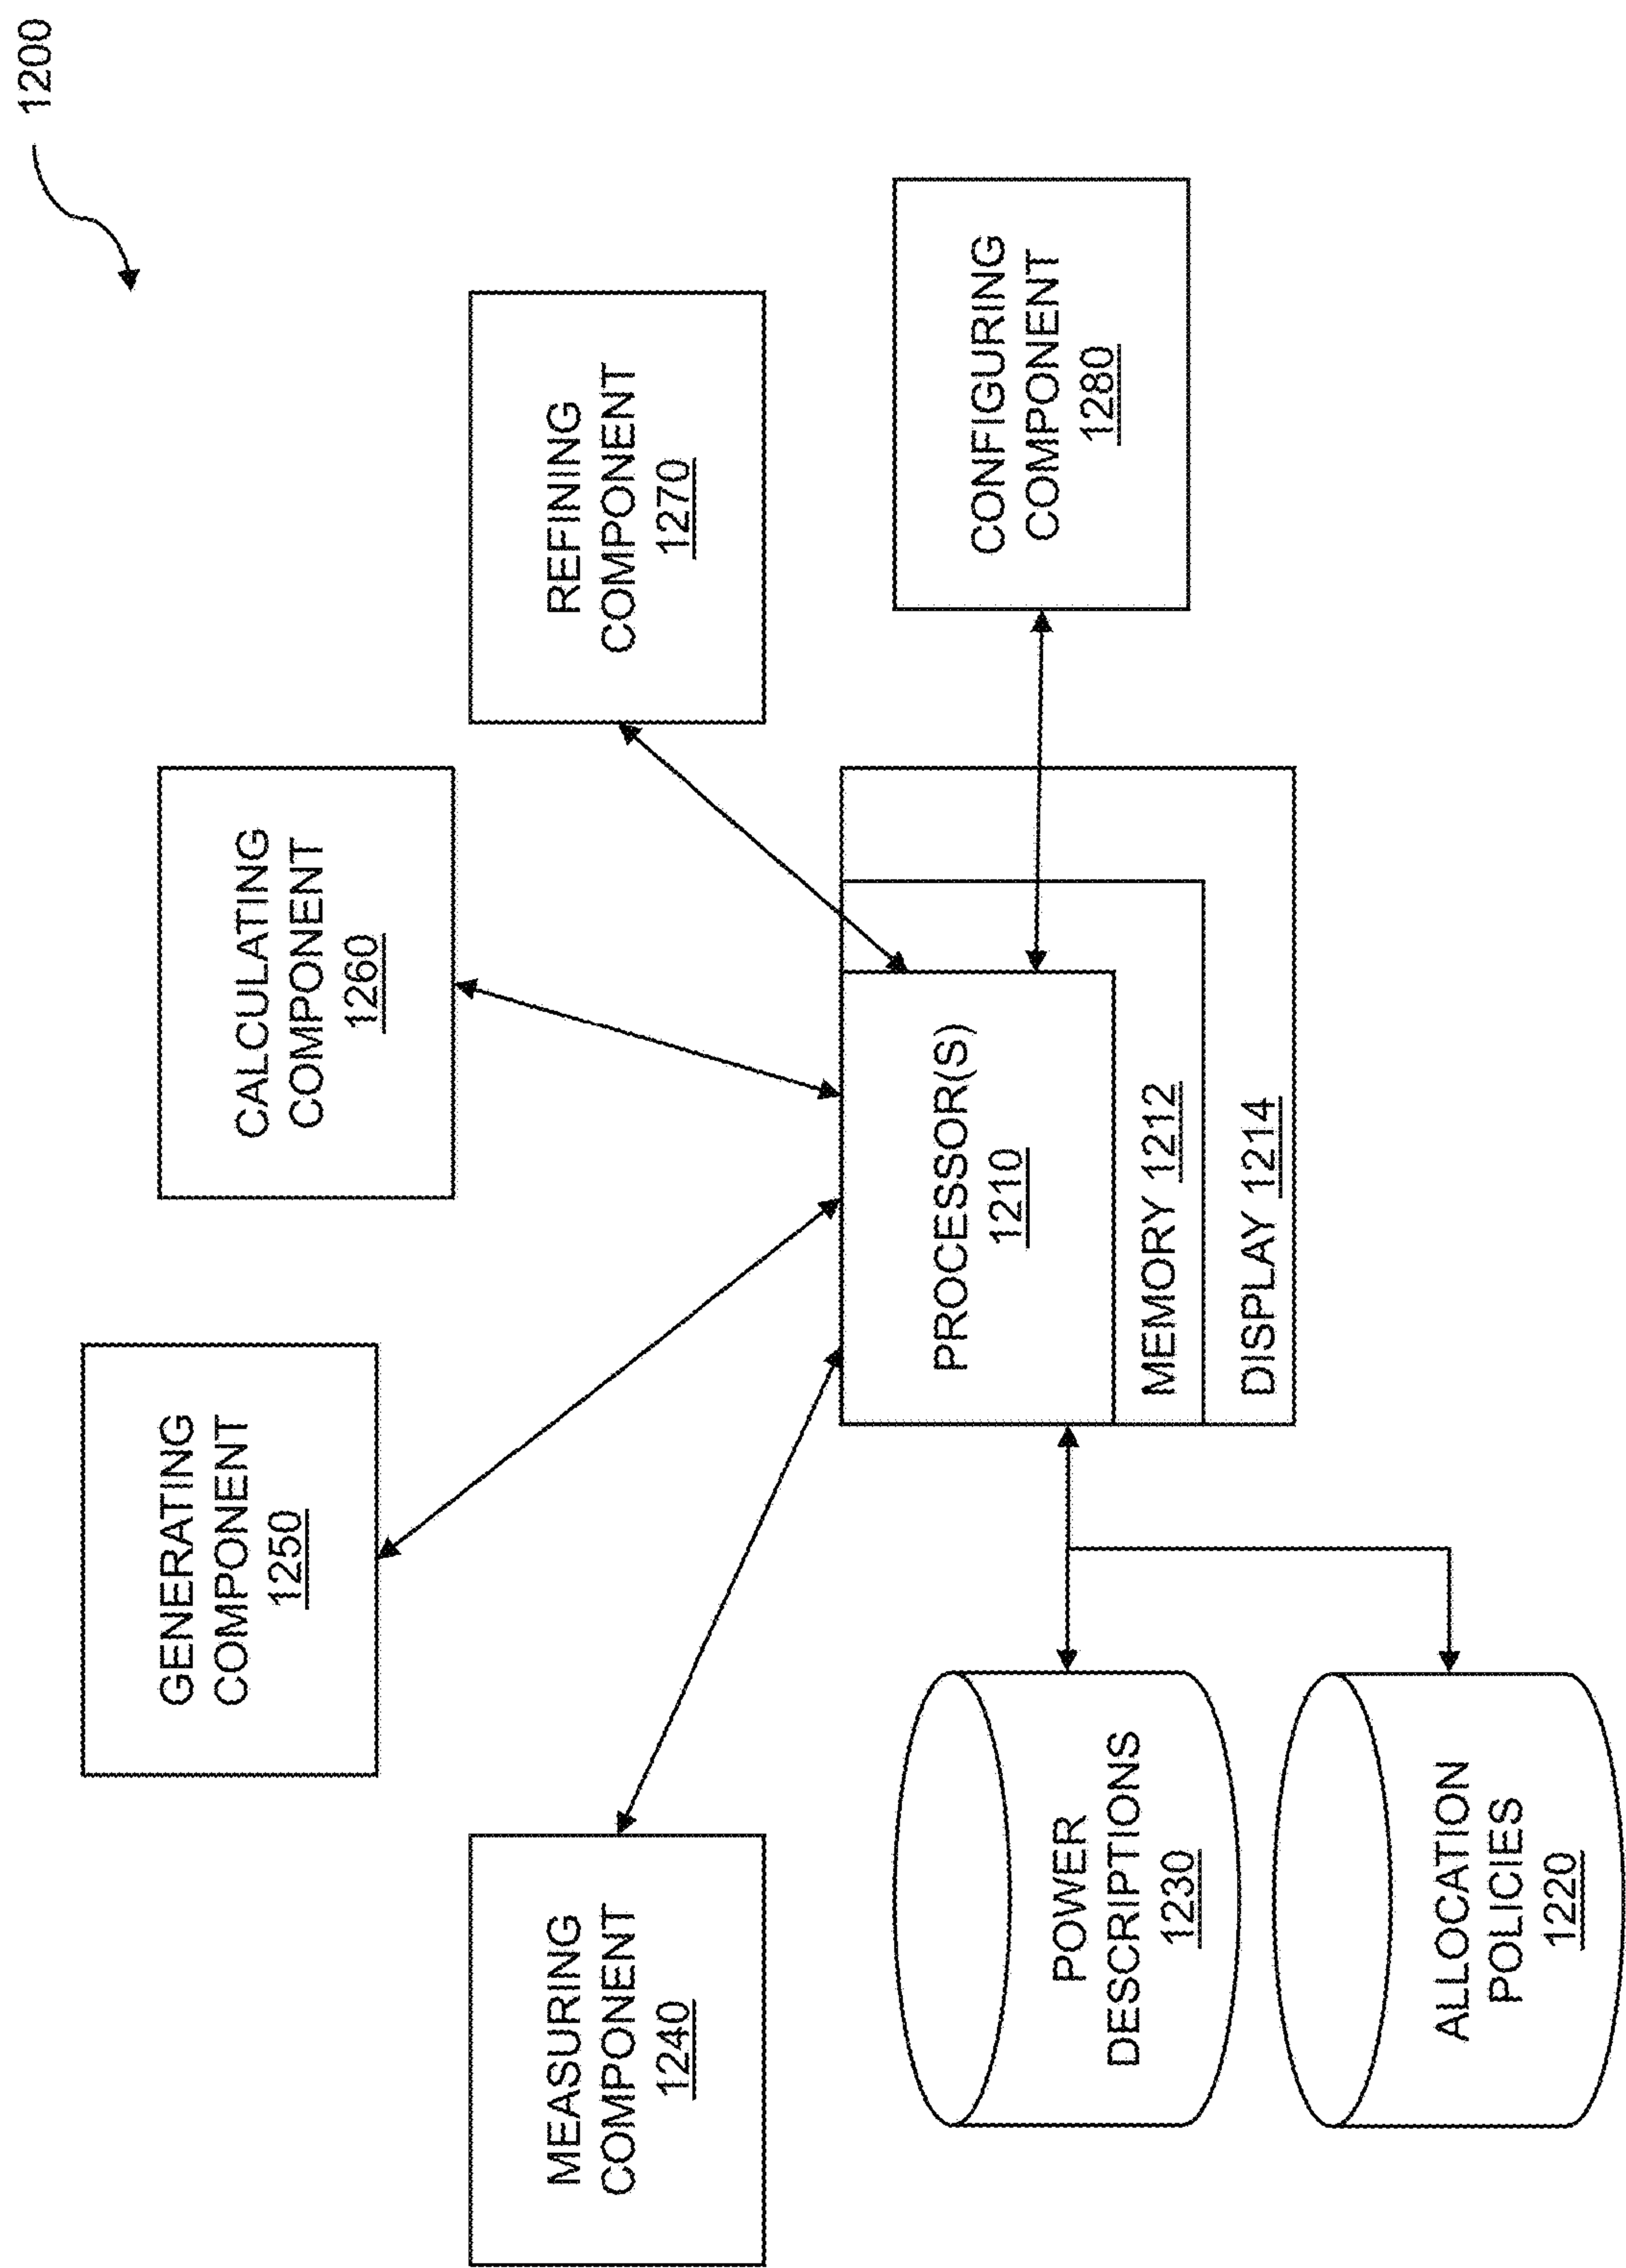 1200
GENERATING
COMPONENT
1250
CALCULATING
COMPONENT
1260
MEASURING
COMPONENT
1240
REFINING
COMPONENT
1270
PROCESSOR(S)
1210
MEMORY 1212
DISPLAY 1214
CONFIGURING
COMPONENT
1280
POWER
DESCRIPTIONS
1230
ALLOCATION
POLICIES
1220